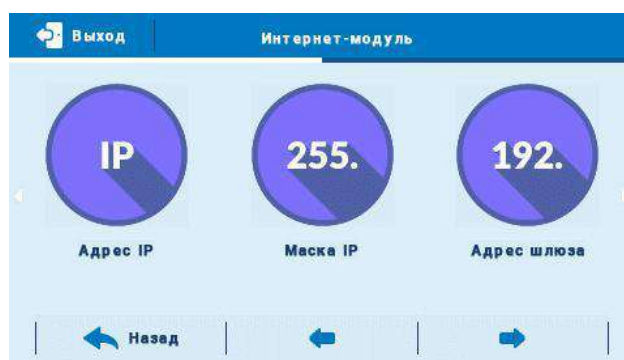 Выход
Интернет-модуль
IP
255.
192.
Адрес IP
Маска IP
Адрес шлюза
Назад